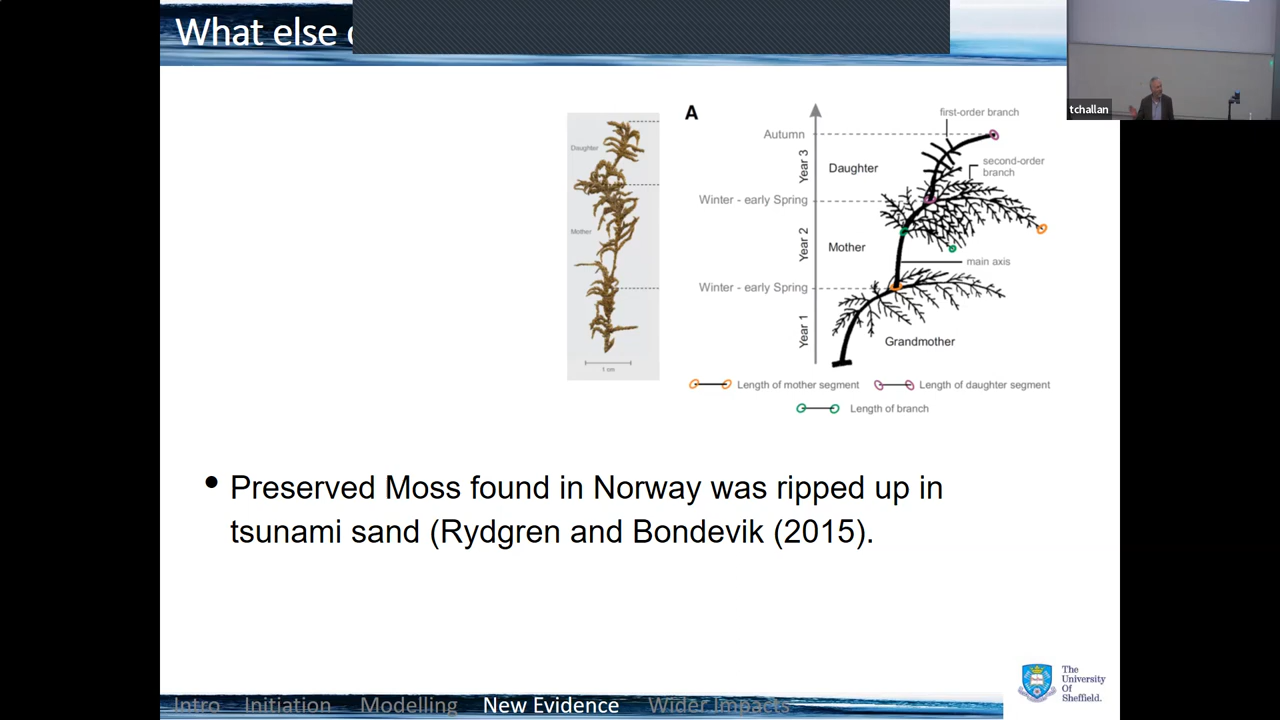 What else
tchallan
A
first-order branch
Autumn
Daughter
second-order
branch
Daughter
Year 3
Winter - early Spring
Mother
Mother
Year 2
main axis
Winter - early Spring
Year 1
Grandmother
1 cm
Length of mother segment
Length of daughter segment
Length of branch
• Preserved Moss found in Norway was ripped up in
tsunami sand (Rydgren and Bondevik (2015).
The
University
Of
Sheffield.
Intro Initiation Modelling New Evidence Wider Impacts